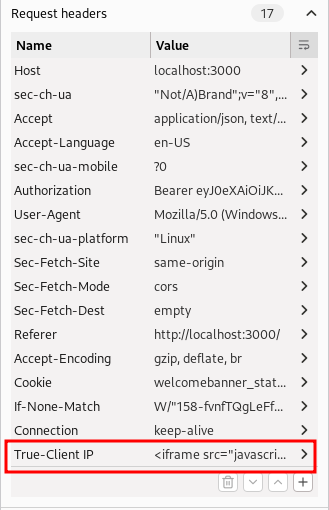 Request headers 17
Name Value
Host localhost:3000
sec-ch-ua "Not/A)Brand";v="8",...
Accept application/json, text/...
Accept-Language en-US
sec-ch-ua-mobile ?0
Authorization Bearer eyJ0eXAiOiJK...
User-Agent Mozilla/5.0 (Windows...
sec-ch-ua-platform "Linux"
Sec-Fetch-Site same-origin
Sec-Fetch-Mode cors
Sec-Fetch-Dest empty
Referer http://localhost:3000/
Accept-Encoding gzip, deflate, br
Cookie welcomebanner_stat...
If-None-Match W/"158-fvnfTQgLeFf...
Connection keep-alive
True-Client IP <iframe src="javascri...